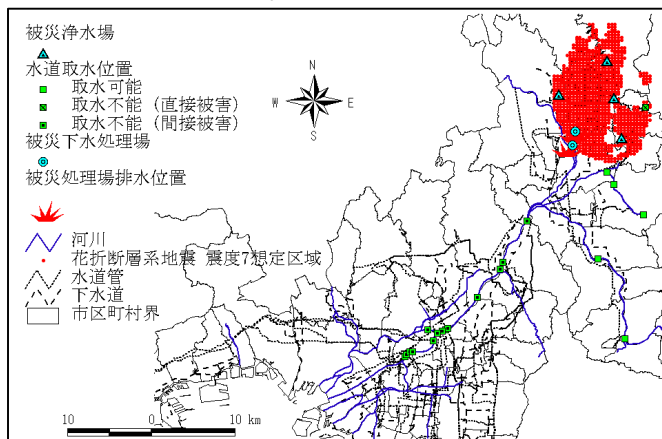 被災浄水場
水道取水位置
取水可能
取水不能（直接被害）
取水不能（間接被害）
被災下水処理場
被災処理場排水位置
河川
花折断層系地震 震度7想定区域
水道管
下水道
市区町村界
N
W
E
S
10 0 10 km